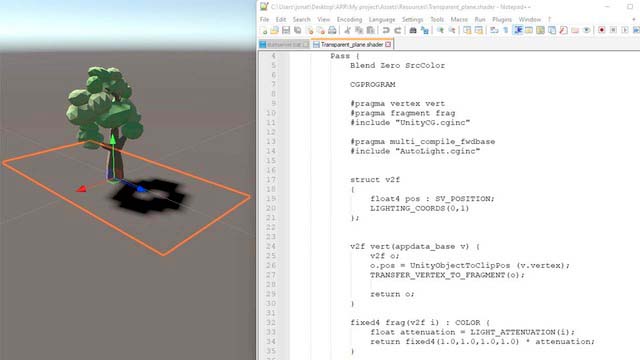 C:\Users\jonat\Desktop\.APP\My project\Assets\Resources\Transparent_plane.shader - Notepad++
File Edit Search View Encoding Language Settings Tools Macro Run Plugins Window ?
Transparent_plane.shader
4 Pass {
5 Blend Zero SrcColor
6
7 CGPROGRAM
8
9 #pragma vertex vert
10 #pragma fragment frag
11 #include "UnityCG.cginc"
12
13 #pragma multi_compile_fwdbase
14 #include "AutoLight.cginc"
15
16
17 struct v2f
18 {
19 float4 pos : SV_POSITION;
20 LIGHTING_COORDS(0,1)
21 };
22
23
24 v2f vert(appdata_base v) {
25 v2f o;
26 o.pos = UnityObjectToClipPos (v.vertex);
27 TRANSFER_VERTEX_TO_FRAGMENT(o);
28
29 return o;
30 }
31
32 fixed4 frag(v2f i) : COLOR {
33 float attenuation = LIGHT_ATTENUATION(i);
34 return fixed4(1.0,1.0,1.0,1.0) * attenuation;
35 }